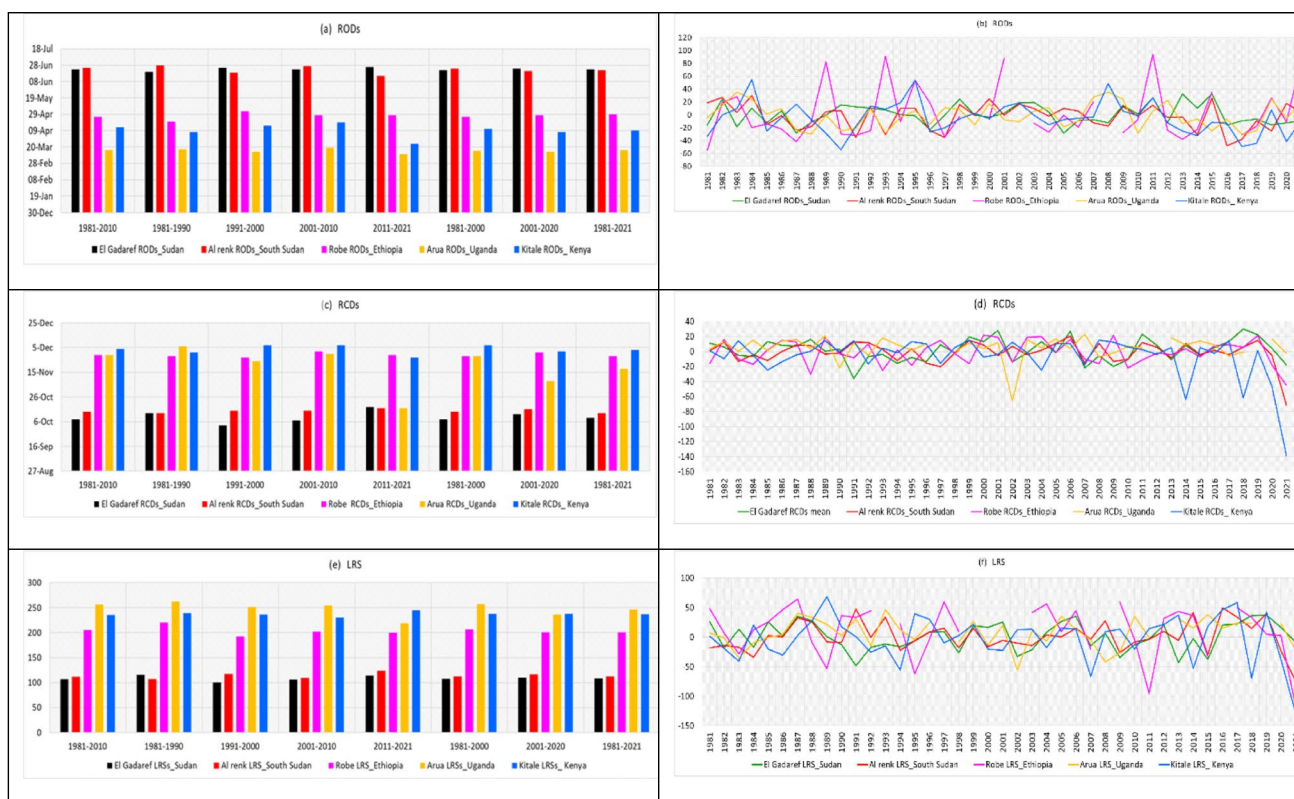 (a) RODs
18-Jul
28-Jun
08-Jun
19-May
29-Apr
09-Apr
20-Mar
28-Feb
08-Feb
19-Jan
30-Dec
1981-2010 1981-1990 1991-2000 2001-2010 2011-2021 1981-2000 2001-2020 1981-2021
El Gadaref RODs_Sudan Al renk RODs_South Sudan Robe RODs_Ethiopia Arua RODs_Uganda Kitale RODs_ Kenya
(b) RODs
120
100
80
60
40
20
0
-20
-40
-60
80
1981 1982 1983 1984 1985 1986 1987 1988 1989 1990 1991 1992 1993 1994 1995 1996 1997 1998 1999 2000 2001 2002 2003 2004 2005 2006 2007 2008 2009 2010 2011 2012 2013 2014 2015 2016 2017 2018 2019 2020
El Gadaref RODs_Sudan Al renk RODs_South Sudan Robe RODs_Ethiopia Arua RODs_Uganda Kitale RODs_ Kenya
(c) RCDs
25-Dec
5-Dec
15-Nov
26-Oct
6-Oct
16-Sep
27-Aug
1981-2010 1981-1990 1991-2000 2001-2010 2011-2021 1981-2000 2001-2020 1981-2021
El Gadaref RCDs_Sudan Al renk RCDs_South Sudan Robe RCDs_Ethiopia Arua RCDs_Uganda Kitale RCDs_ Kenya
(d) RCDs
40
20
0
-20
-40
-60
-80
-100
-120
-140
-160
1981 1982 1983 1984 1985 1986 1987 1988 1989 1990 1991 1992 1993 1994 1995 1996 1997 1998 1999 2000 2001 2002 2003 2004 2005 2006 2007 2008 2009 2010 2011 2012 2013 2014 2015 2016 2017 2018 2019 2020 2021
El Gadaref RCDs mean Al renk RCDs_South Sudan Robe RCDs_Ethiopia Arua RCDs_Uganda Kitale RCDs_ Kenya
(e) LRS
300
250
200
150
100
50
0
1981-2010 1981-1990 1991-2000 2001-2010 2011-2021 1981-2000 2001-2020 1981-2021
El Gadaref LRSs_Sudan Al renk LRS_South Sudan Robe LRS_Ethiopia Arua LRSs_Uganda Kitale LRSs_ Kenya
(f) LRS
100
50
0
-50
-100
-150
1981 1982 1983 1984 1985 1986 1987 1988 1989 1990 1991 1992 1993 1994 1995 1996 1997 1998 1999 2000 2001 2002 2003 2004 2005 2006 2007 2008 2009 2010 2011 2012 2013 2014 2015 2016 2017 2018 2019 2020
El Gadaref LRS_Sudan Al renk LRS_South Sudan Robe LRS_Ethiopia Arua LRS_Uganda Kitale LRS_ Kenya